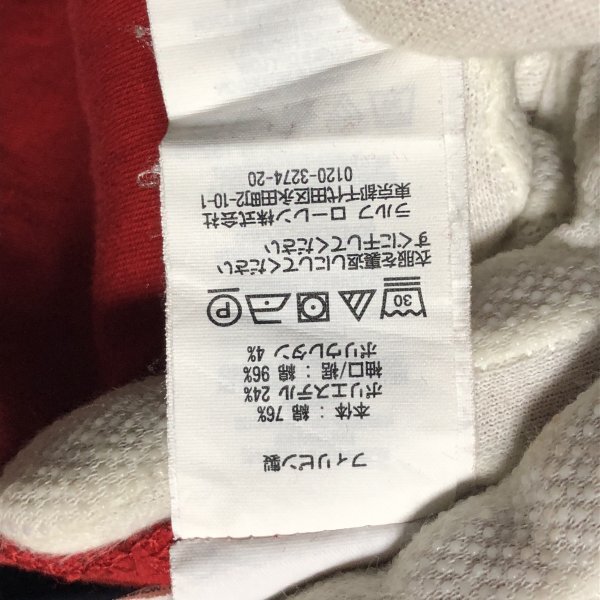 フィリピン製
本体：綿 76%
ポリエステル 24%
袖口/裾：綿 96%
ポリウレタン 4%
30 P
衣服を裏返しにしてください
すぐに干してください
ラルフ ローレン株式会社
東京都千代田区永田町2-10-1
0120-3274-20